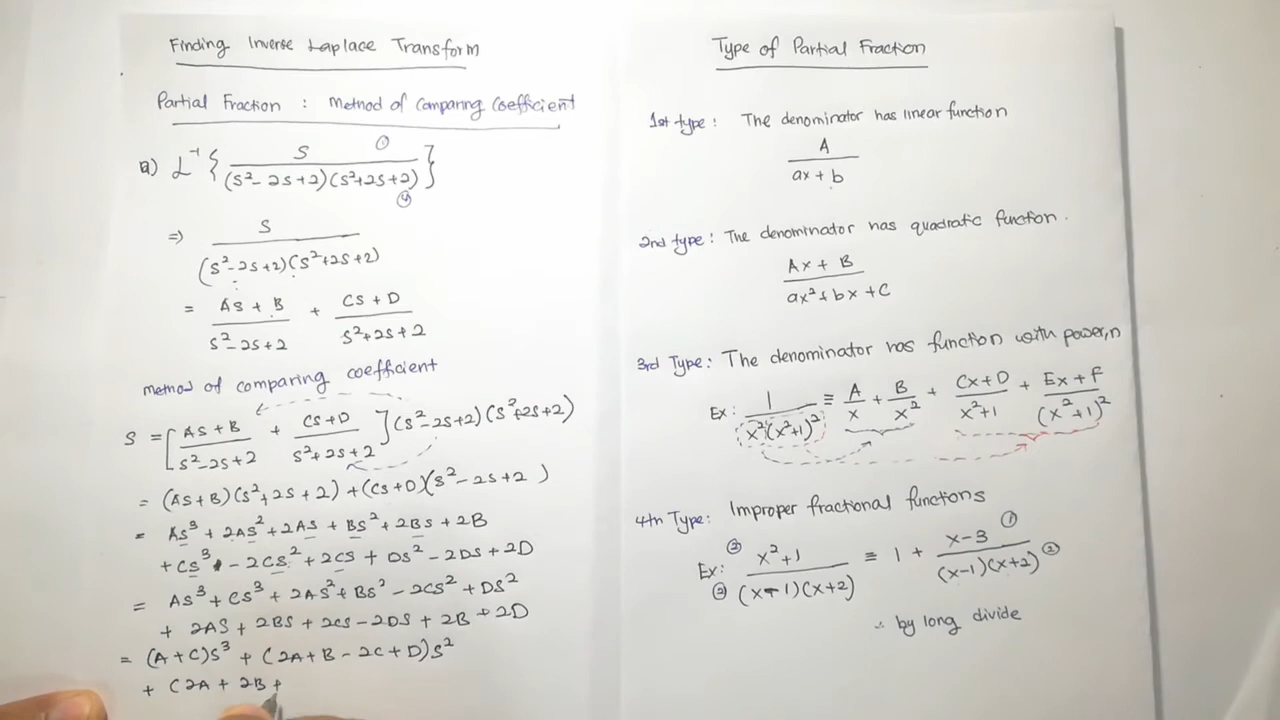 Finding Inverse Laplace Transform
Partial Fraction : Method of Comparing Coefficient
a) L⁻¹ { S / (S² - 2S + 2)(S² + 2S + 2) } ① ④
=> S / (S² - 2S + 2)(S² + 2S + 2)
= AS + B / S² - 2S + 2 + CS + D / S² + 2S + 2
Method of comparing coefficient
S = [ AS + B / S² - 2S + 2 + CS + D / S² + 2S + 2 ] (S² - 2S + 2)(S² + 2S + 2)
= (AS + B)(S² + 2S + 2) + (CS + D)(S² - 2S + 2)
= AS³ + 2AS² + 2AS + BS² + 2BS + 2B
+ CS³ - 2CS² + 2CS + DS² - 2DS + 2D
= AS³ + CS³ + 2AS² + BS² - 2CS² + DS²
+ 2AS + 2BS + 2CS - 2DS + 2B + 2D
= (A + C)S³ + (2A + B - 2C + D)S²
+ (2A + 2B +
Type of Partial Fraction
1st type : The denominator has linear function
A / ax + b
2nd type : The denominator has quadratic function.
Ax + B / ax² + bx + C
3rd Type : The denominator has function with power, n
Ex : 1 / x²(x²+1)² ≡ A / x + B / x² + Cx + D / x² + 1 + Ex + F / (x² + 1)²
4th Type : Improper fractional functions
Ex : ② x² + 1 / ② (x - 1)(x + 2) ≡ 1 + x - 3 ① / (x - 1)(x + 2) ②
∴ by long divide